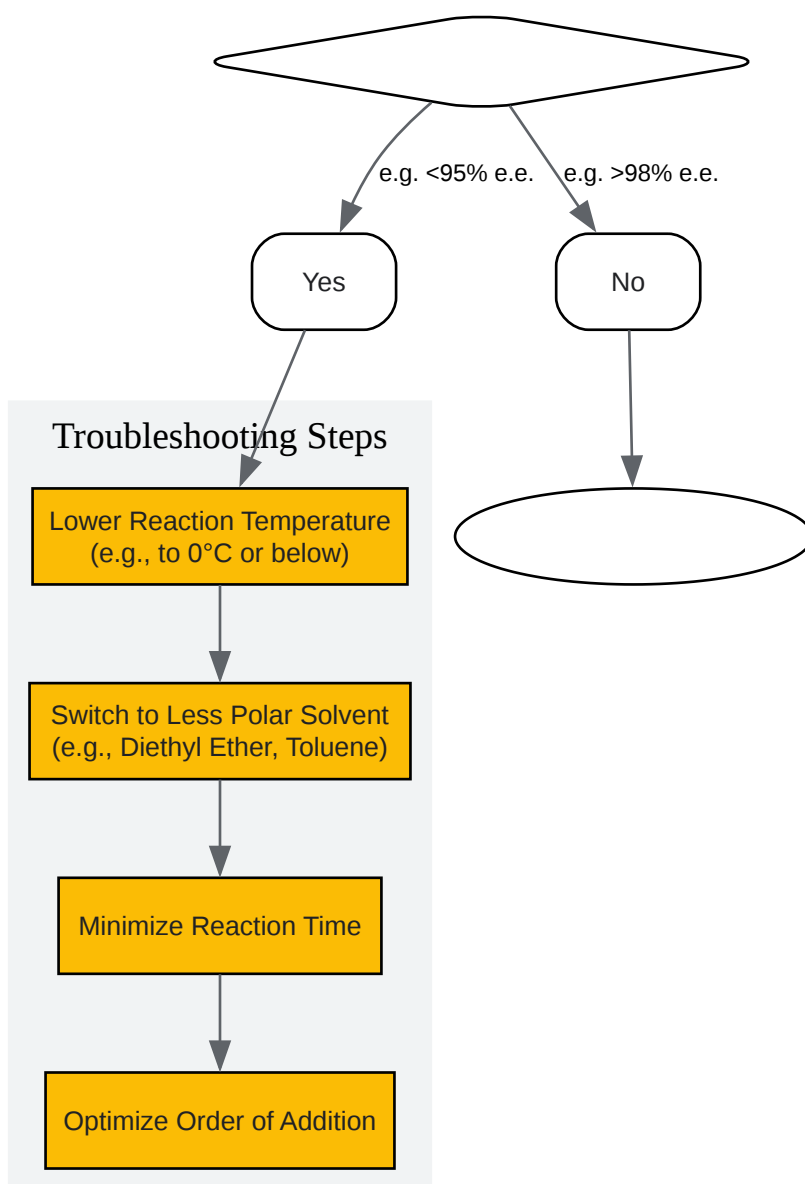 e.g. <95% e.e.
e.g. >98% e.e.
Yes
No
Troubleshooting Steps
Lower Reaction Temperature
(e.g., to 0°C or below)
Switch to Less Polar Solvent
(e.g., Diethyl Ether, Toluene)
Minimize Reaction Time
Optimize Order of Addition